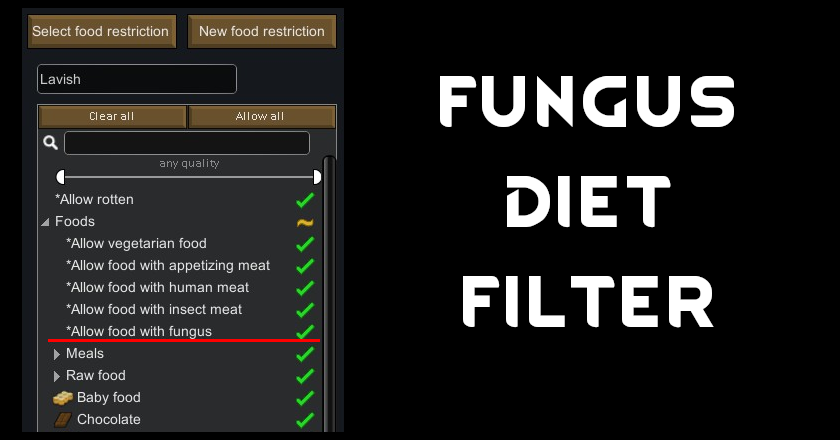 Select food restriction
New food restriction
Lavish
Clear all
Allow all
any quality
*Allow rotten
Foods
*Allow vegetarian food
*Allow food with appetizing meat
*Allow food with human meat
*Allow food with insect meat
*Allow food with fungus
Meals
Raw food
Baby food
Chocolate
FUNGUS
DIET
FILTER